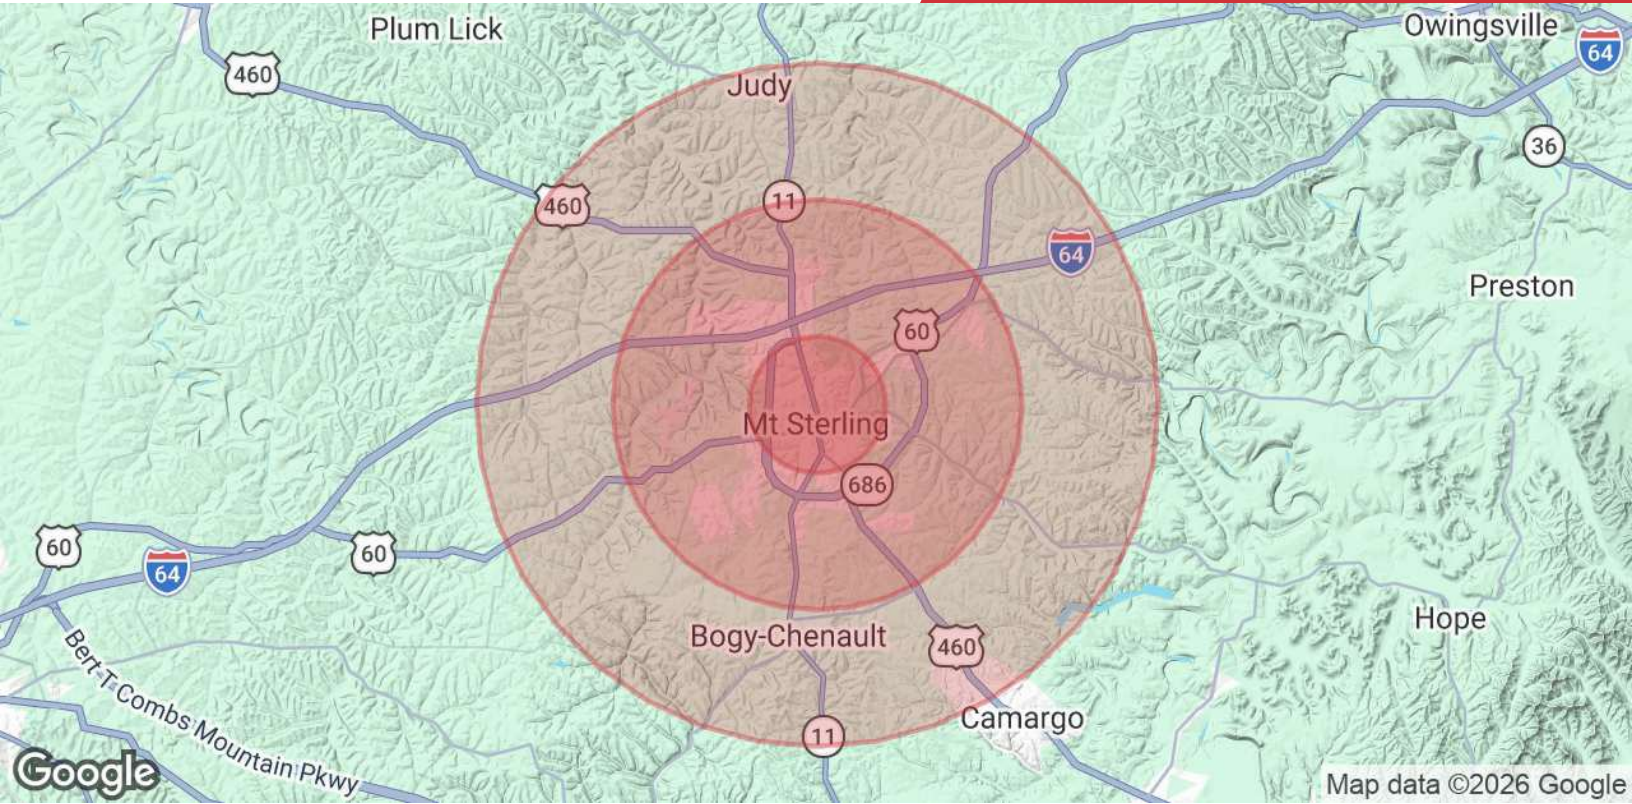 Plum Lick
Owingsville
64
460
Judy
36
460
11
64
Preston
60
Mt Sterling
686
60
60
64
Hope
Bogy-Chenault
460
Bert T Combs Mountain Pkwy
Camargo
11
Google
Map data ©2026 Google